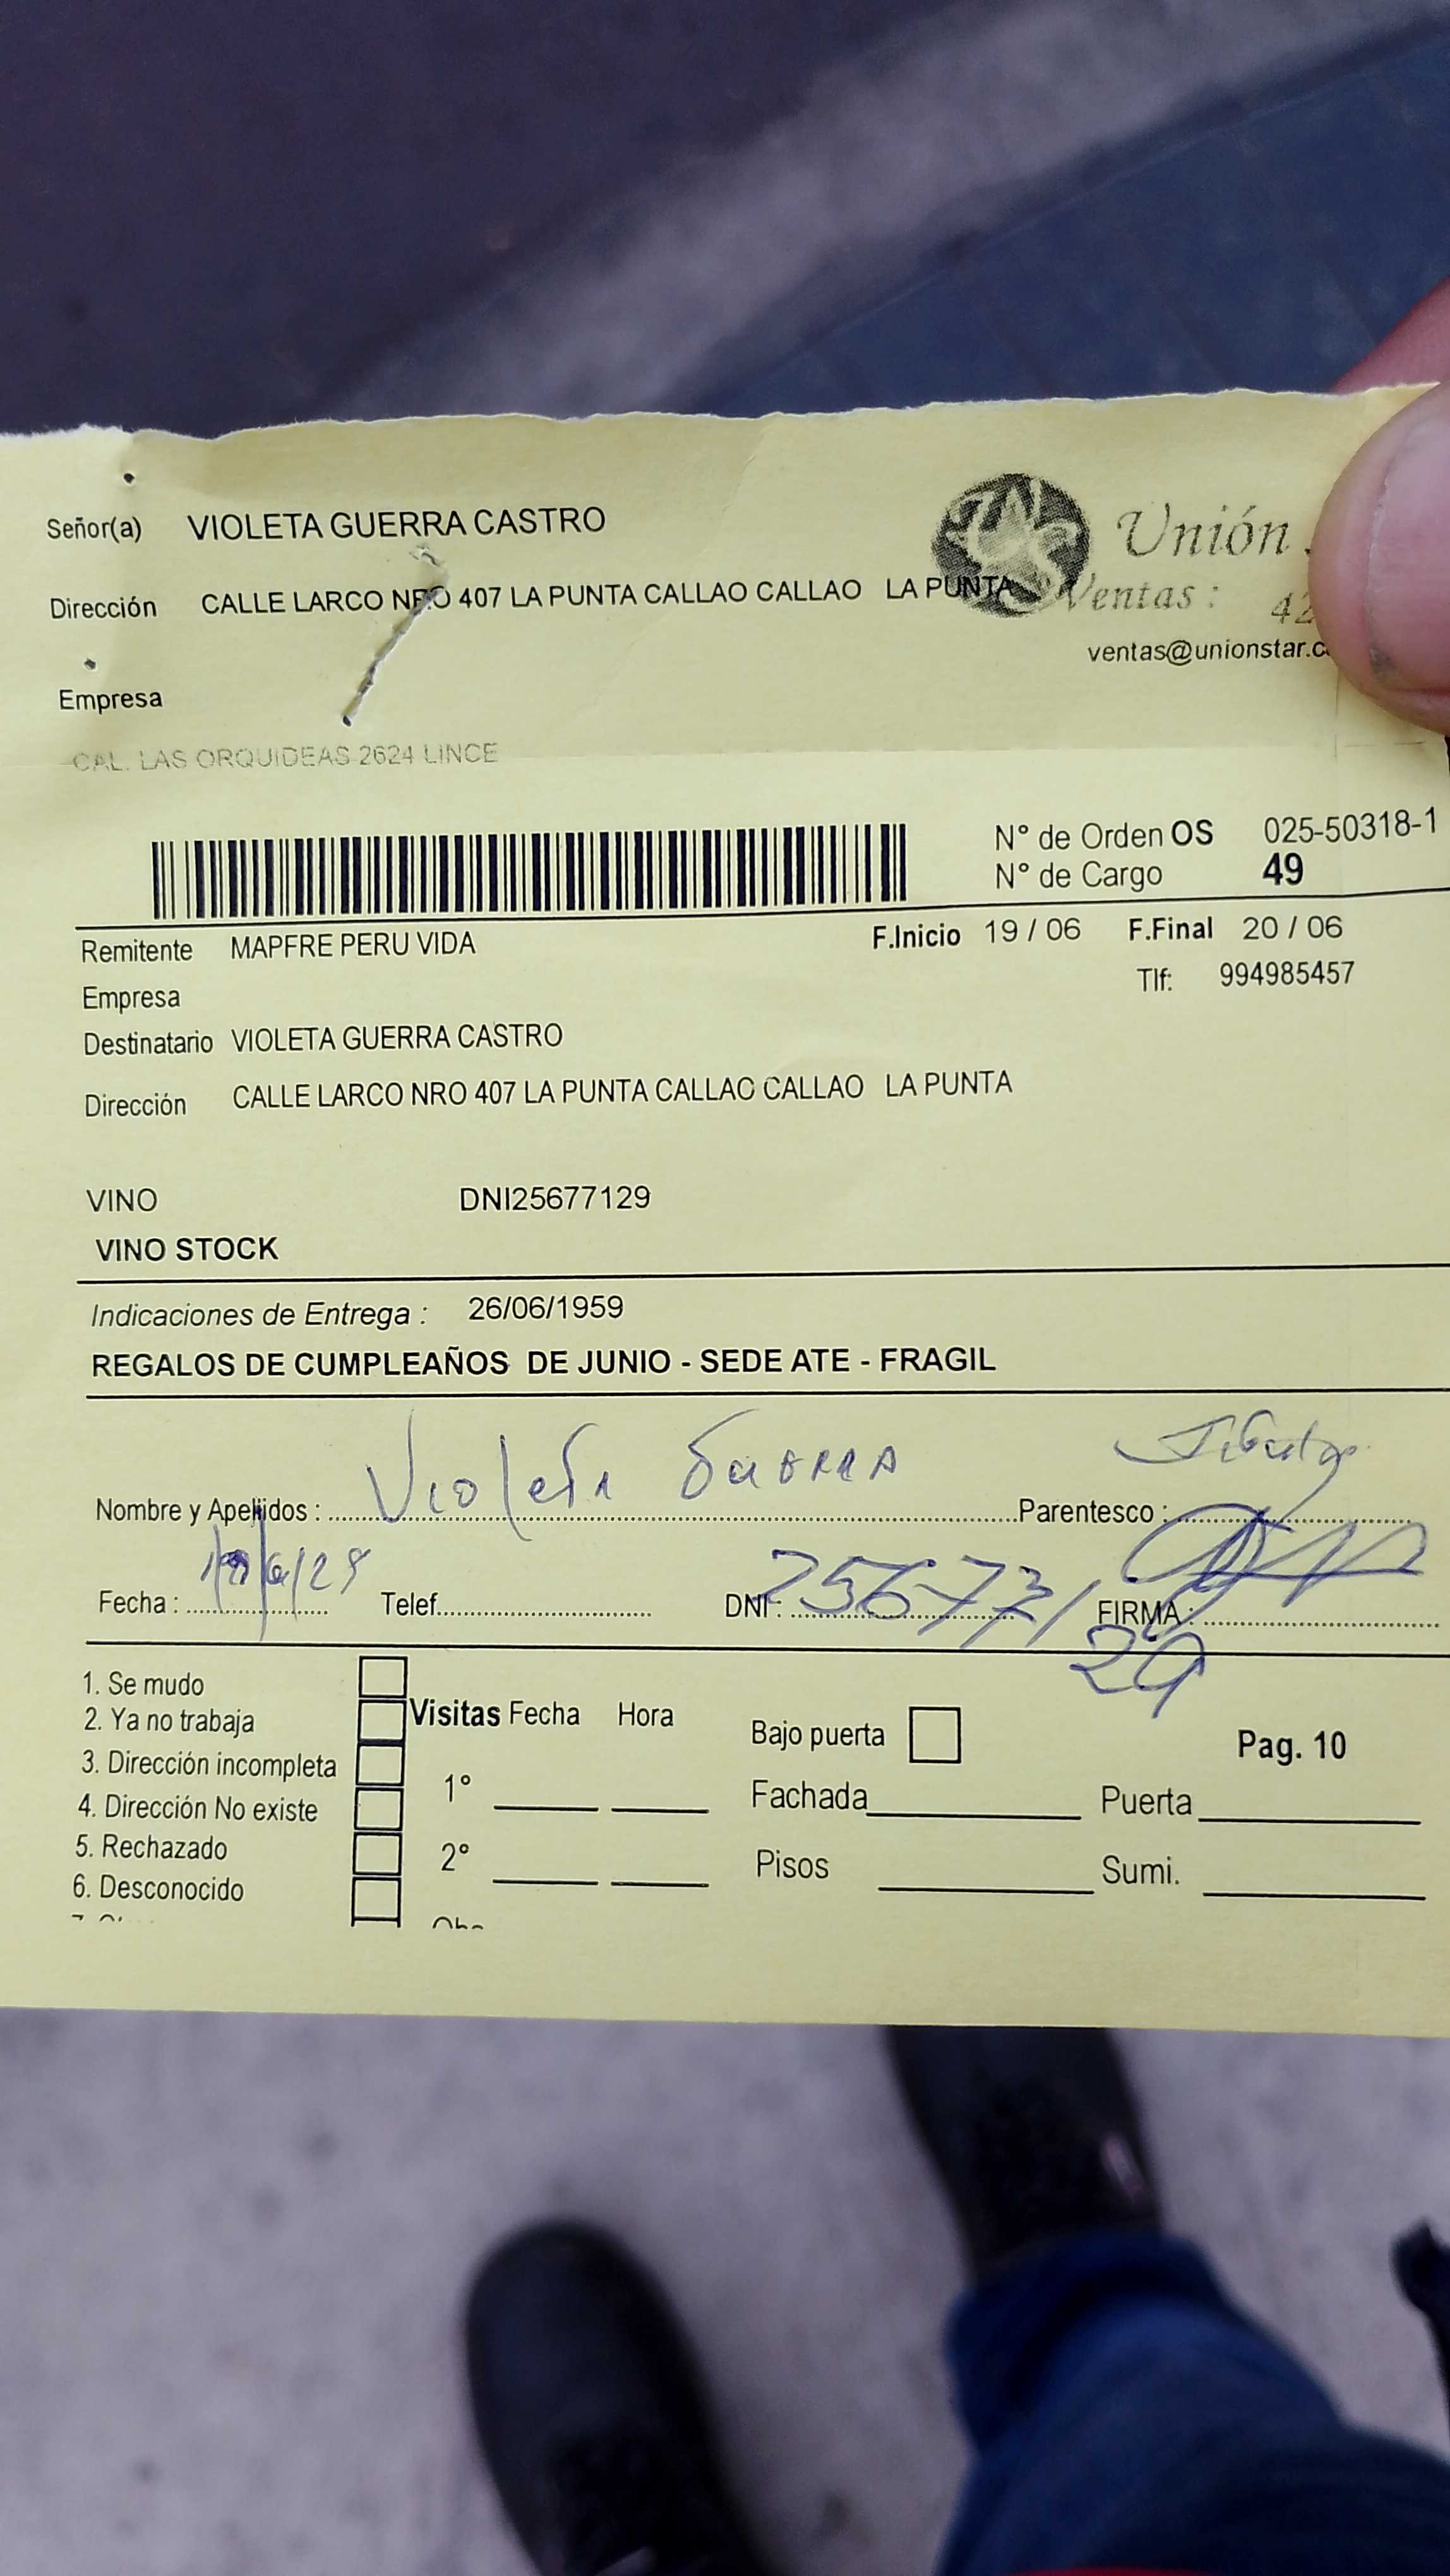 Señor(a) VIOLETA GUERRA CASTRO
Unión
Dirección CALLE LARCO NRO 407 LA PUNTA CALLAO CALLAO LA PUNTA
Ventas : 42
ventas@unionstar.c
Empresa
CAL. LAS ORQUIDEAS 2624 LINCE
N° de Orden OS 025-50318-1
N° de Cargo 49
Remitente MAPFRE PERU VIDA F.Inicio 19 / 06 F.Final 20 / 06
Empresa Tlf: 994985457
Destinatario VIOLETA GUERRA CASTRO
Dirección CALLE LARCO NRO 407 LA PUNTA CALLAO CALLAO LA PUNTA
VINO DNI25677129
VINO STOCK
Indicaciones de Entrega : 26/06/1959
REGALOS DE CUMPLEAÑOS DE JUNIO - SEDE ATE - FRAGIL
Nombre y Apellidos : Violeta GUERRA Parentesco :
Fecha : Telef. DNI : 256771 FIRMA :
29
1. Se mudo
2. Ya no trabaja Visitas Fecha Hora Bajo puerta Pag. 10
3. Dirección incompleta 1° Fachada Puerta
4. Dirección No existe
5. Rechazado 2° Pisos Sumi.
6. Desconocido